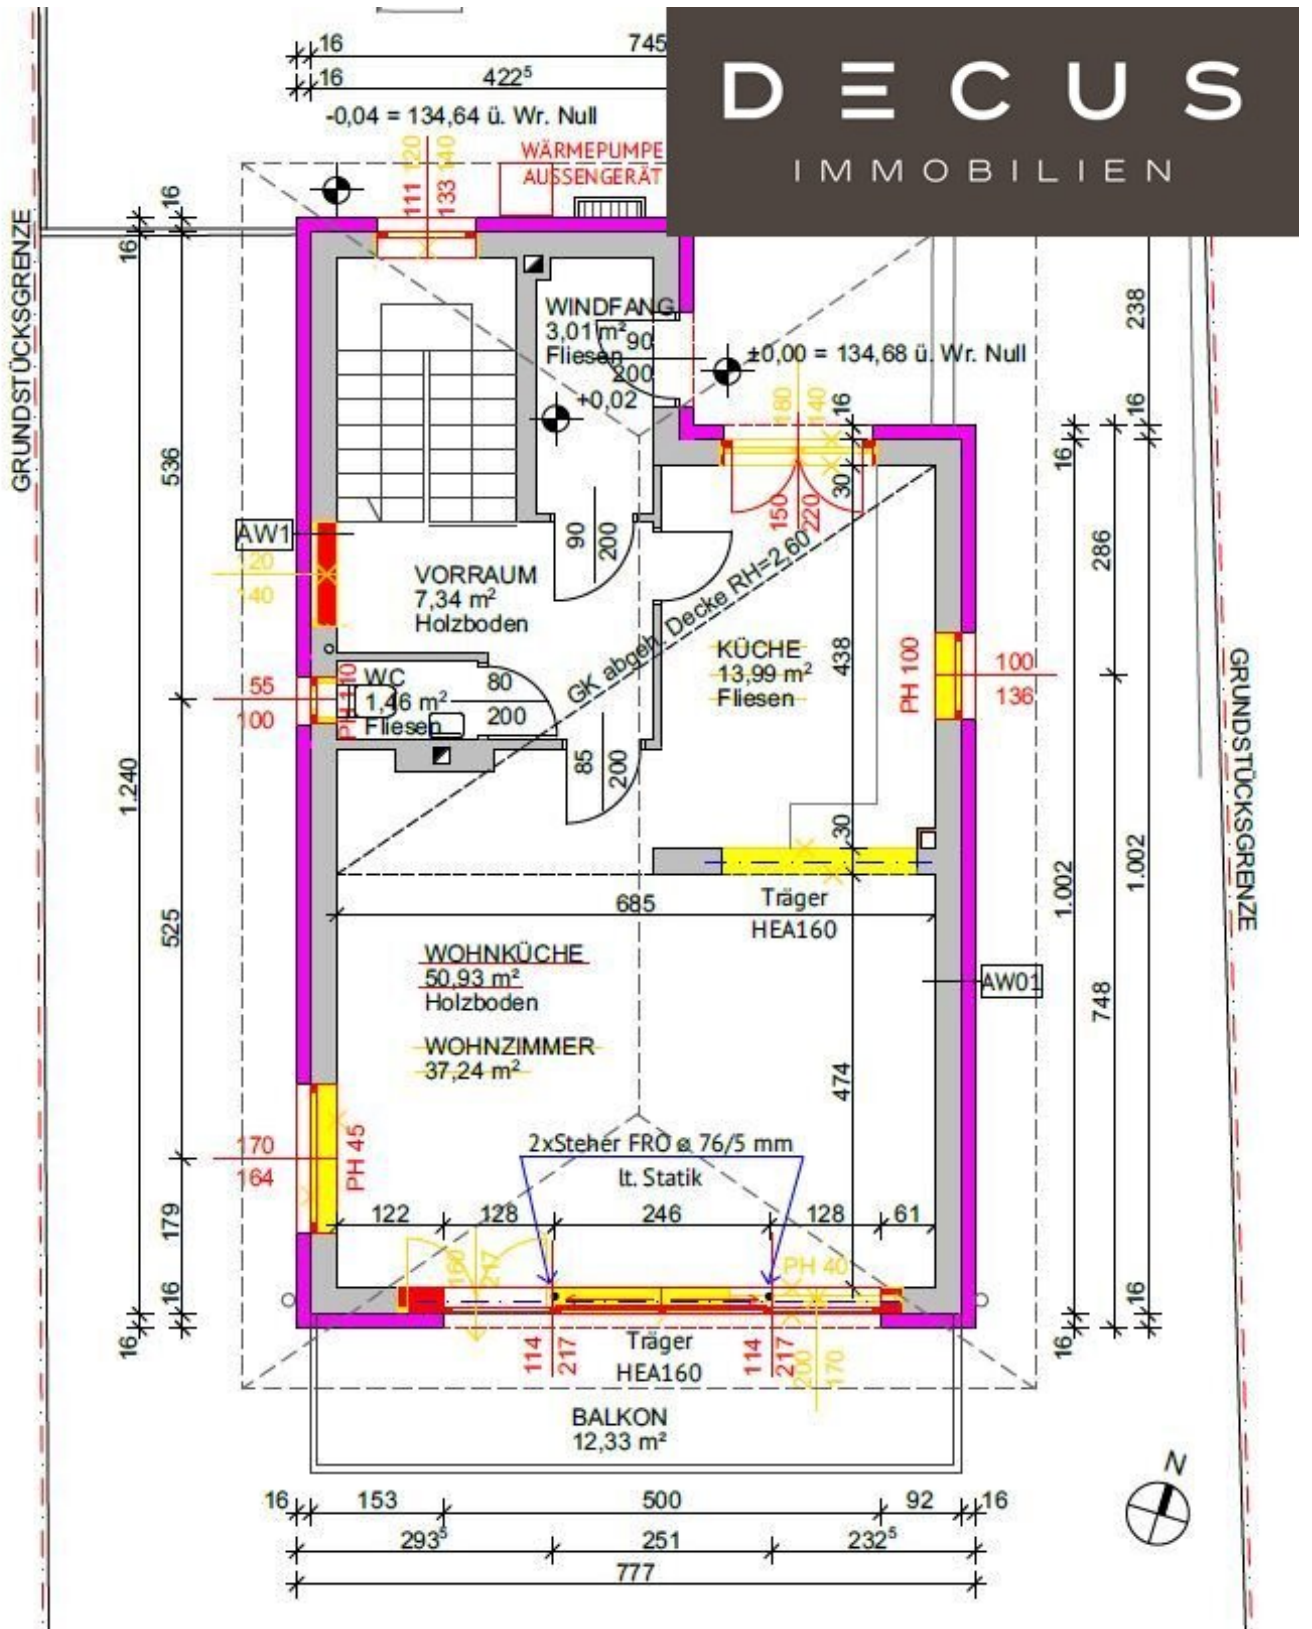 16
745
16
422⁵
DECUS
IMMOBILIEN
-0,04 = 134,64 ü. Wr. Null
120
140
111
133
WÄRMEPUMPE
AUSSENGERÄT
GRUNDSTÜCKSGRENZE
16
16
WINDFANG
3,01 m²
Fliesen
90
200
+0,02
±0,00 = 134,68 ü. Wr. Null
238
16
180
140
16
16
30
150
220
536
AW1
120
140
90
200
286
VORRAUM
7,34 m²
Holzboden
GK abgeh. Decke RH=2,60
KÜCHE
13,99 m²
Fliesen
438
PH 100
100
136
GRUNDSTÜCKSGRENZE
55
100
PH 110
WC
1,46 m²
Fliesen
80
200
85
200
1.240
30
1.002
1.002
Träger
HEA160
685
525
WOHNKÜCHE
50,93 m²
Holzboden
AW01
748
WOHNZIMMER
37,24 m²
474
170
164
PH 45
2xSteher FRO ø 76/5 mm
lt. Statik
179
122
128
246
128
61
160
217
PH 40
16
16
16
16
114
217
Träger
HEA160
114
217
200
170
BALKON
12,33 m²
N
16
153
500
92
16
293⁵
251
232⁵
777